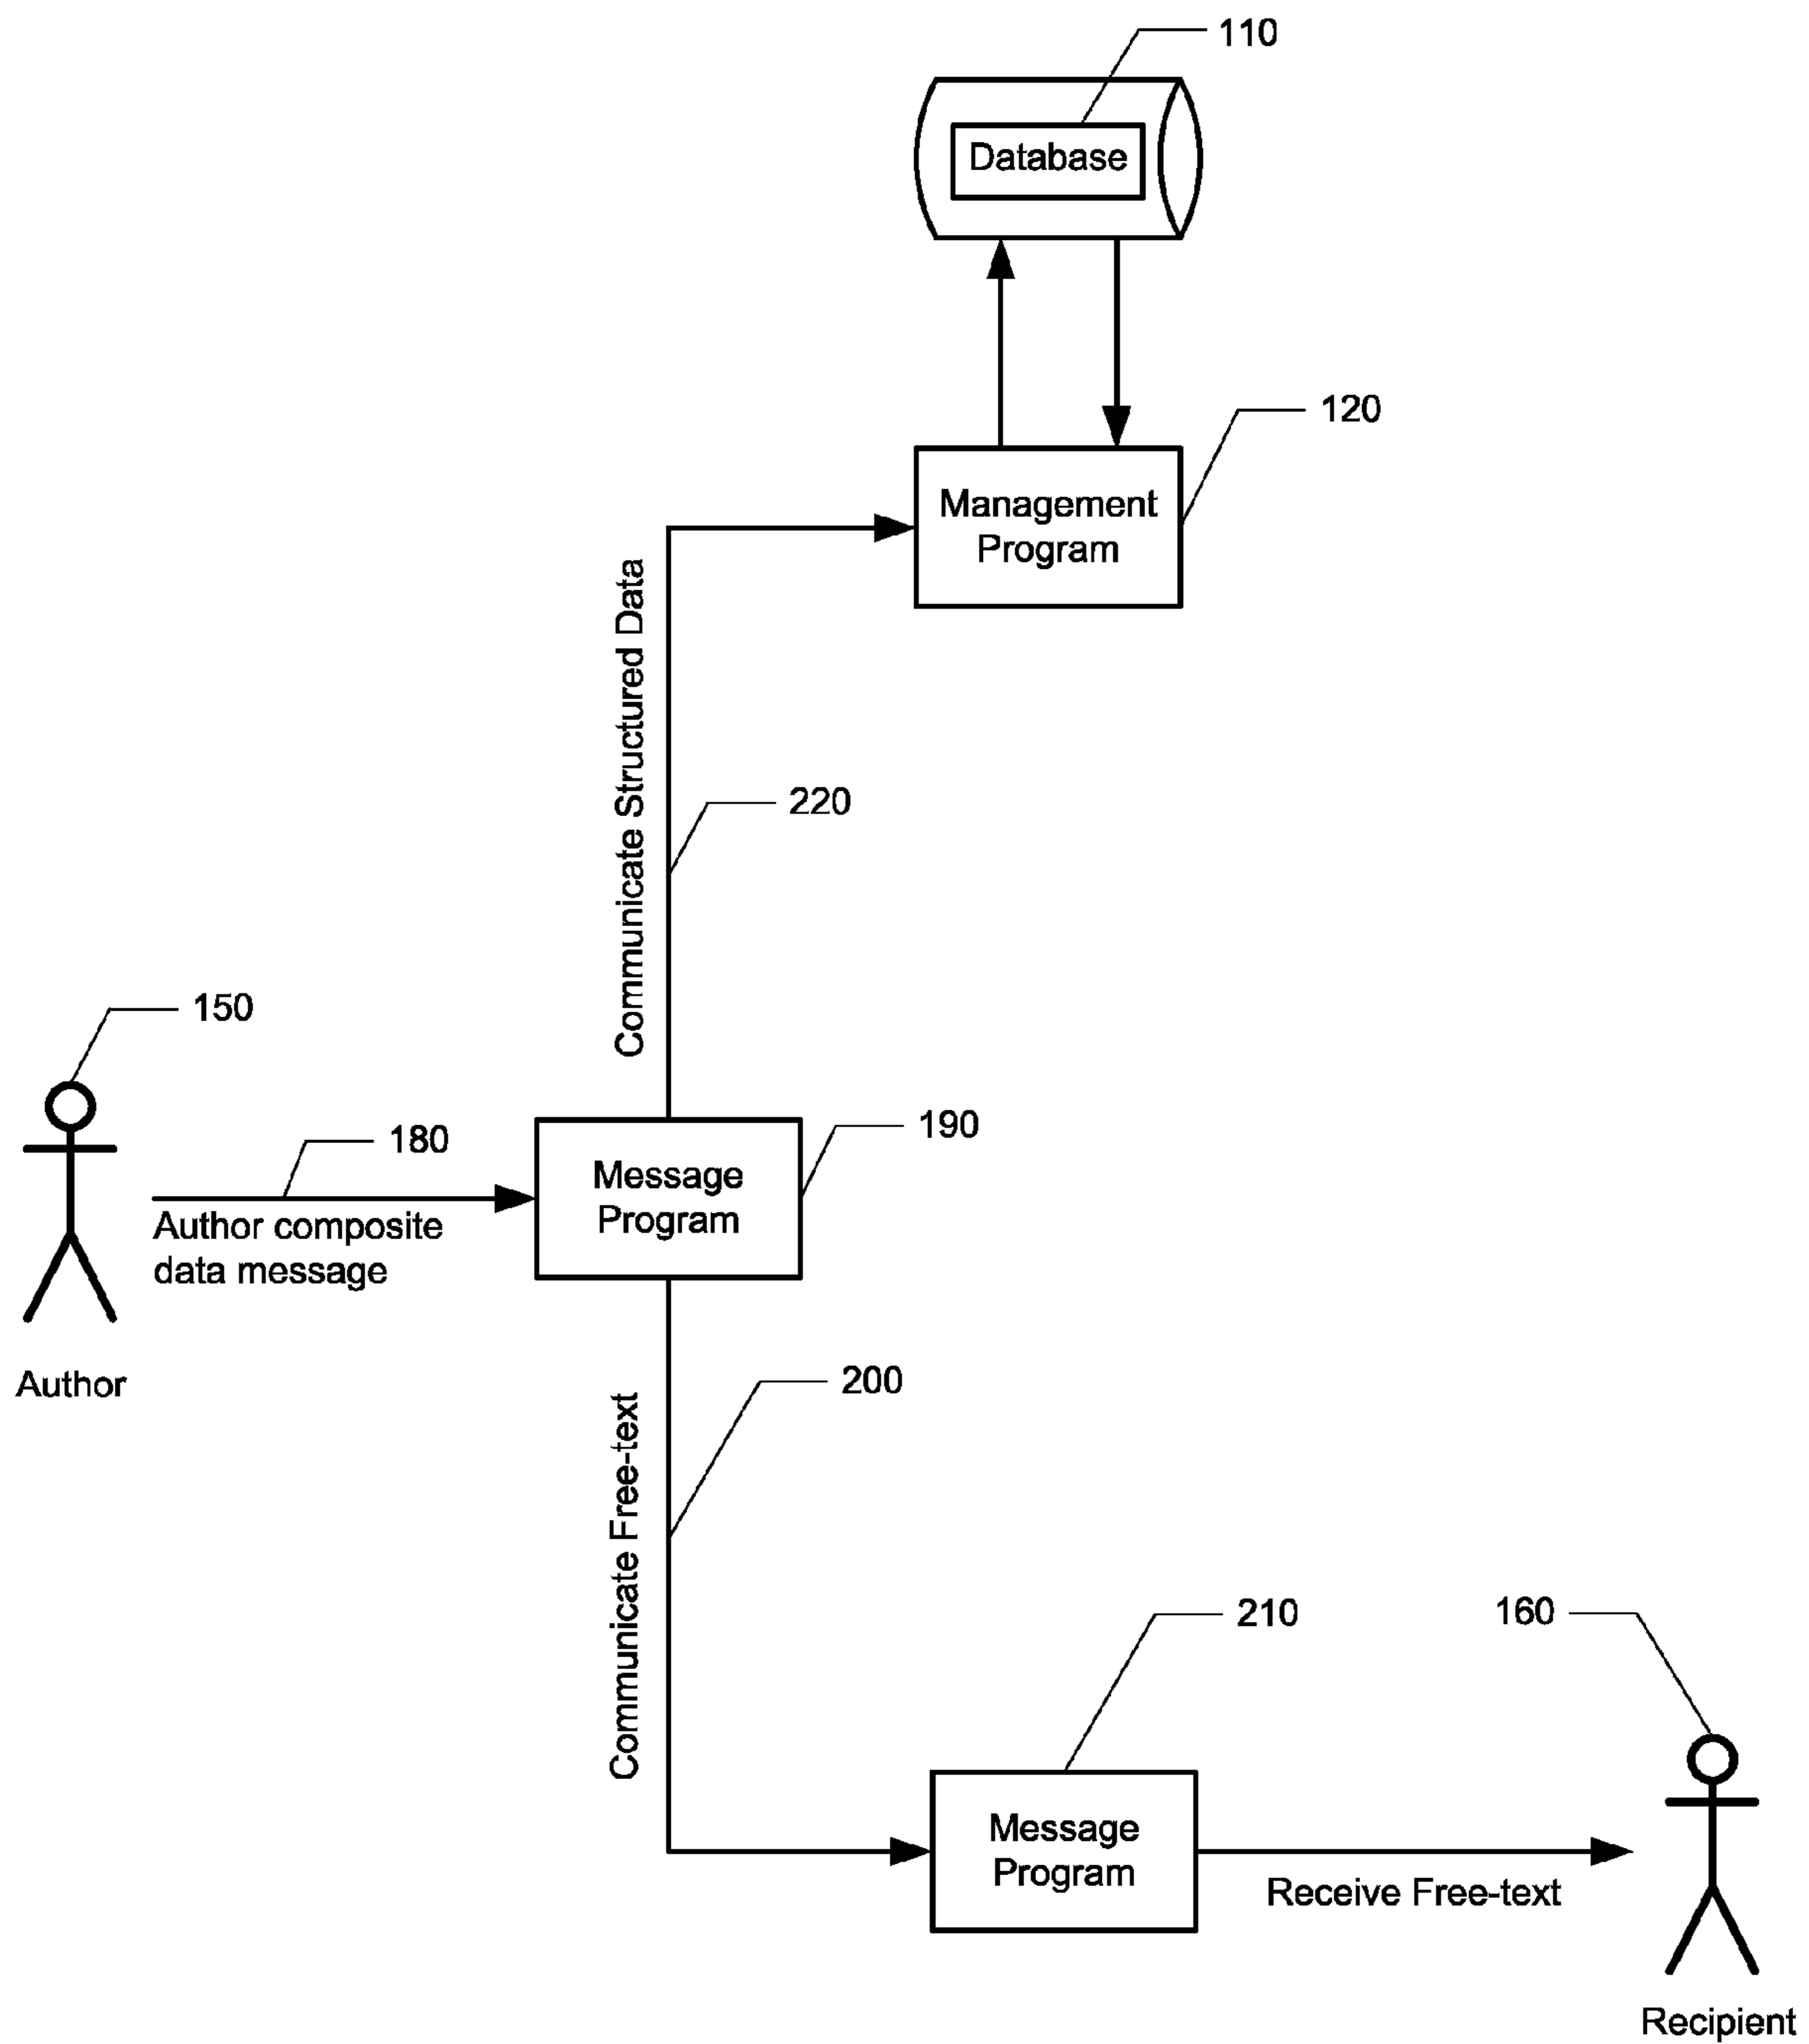 110
Database
120
Management
Program
Communicate Structured Data
220
150
190
180
Message
Program
Author composite
data message
Author
200
Communicate Free-text
210
160
Message
Program
Receive Free-text
Recipient